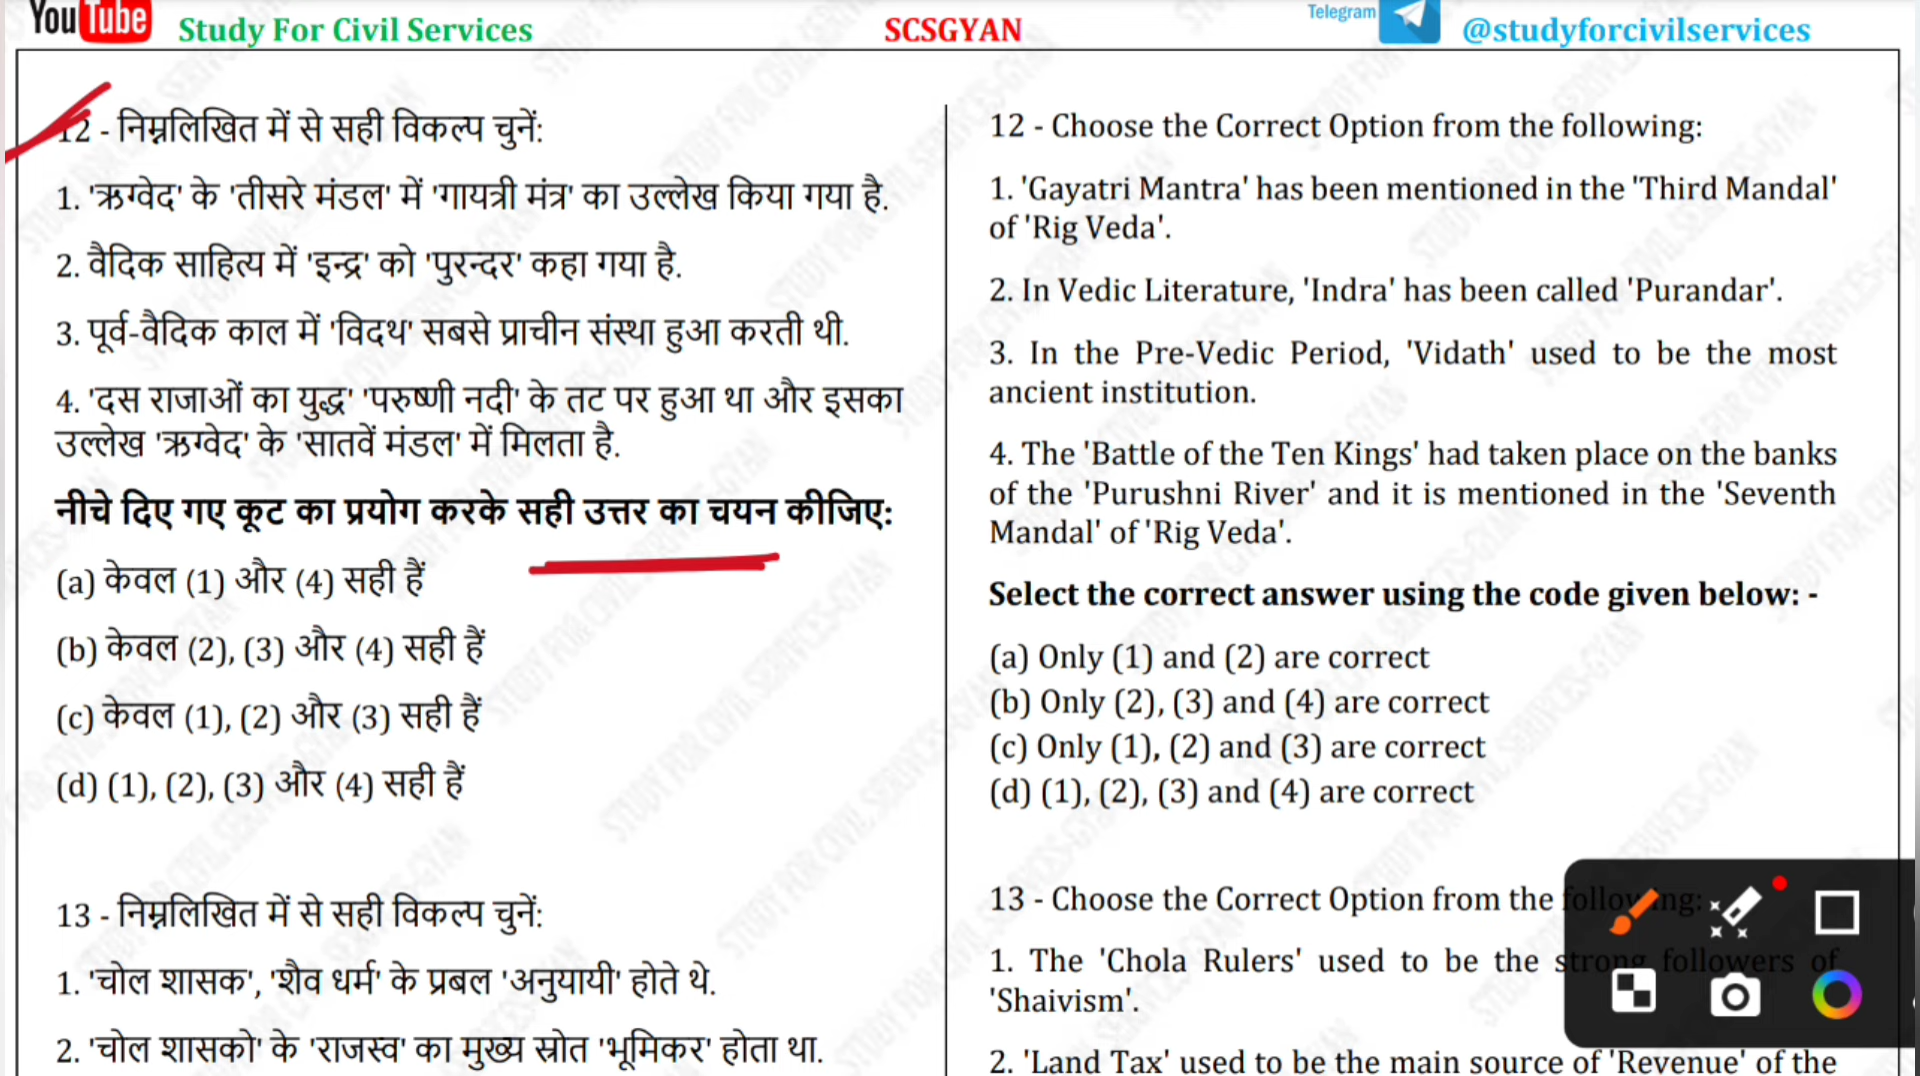 YouTube Study For Civil Services SCSGYAN Telegram @studyforcivilservices
12 - निम्नलिखित में से सही विकल्प चुनें:
1. 'ऋग्वेद' के 'तीसरे मंडल' में 'गायत्री मंत्र' का उल्लेख किया गया है.
2. वैदिक साहित्य में 'इन्द्र' को 'पुरन्दर' कहा गया है.
3. पूर्व-वैदिक काल में 'विदथ' सबसे प्राचीन संस्था हुआ करती थी.
4. 'दस राजाओं का युद्ध' 'परुष्णी नदी' के तट पर हुआ था और इसका
उल्लेख 'ऋग्वेद' के 'सातवें मंडल' में मिलता है.
नीचे दिए गए कूट का प्रयोग करके सही उत्तर का चयन कीजिए:
(a) केवल (1) और (4) सही हैं
(b) केवल (2), (3) और (4) सही हैं
(c) केवल (1), (2) और (3) सही हैं
(d) (1), (2), (3) और (4) सही हैं
13 - निम्नलिखित में से सही विकल्प चुनें:
1. 'चोल शासक', 'शैव धर्म' के प्रबल 'अनुयायी' होते थे.
2. 'चोल शासको' के 'राजस्व' का मुख्य स्रोत 'भूमिकर' होता था.
12 - Choose the Correct Option from the following:
1. 'Gayatri Mantra' has been mentioned in the 'Third Mandal'
of 'Rig Veda'.
2. In Vedic Literature, 'Indra' has been called 'Purandar'.
3. In the Pre-Vedic Period, 'Vidath' used to be the most
ancient institution.
4. The 'Battle of the Ten Kings' had taken place on the banks
of the 'Purushni River' and it is mentioned in the 'Seventh
Mandal' of 'Rig Veda'.
Select the correct answer using the code given below: -
(a) Only (1) and (2) are correct
(b) Only (2), (3) and (4) are correct
(c) Only (1), (2) and (3) are correct
(d) (1), (2), (3) and (4) are correct
13 - Choose the Correct Option from the following:
1. The 'Chola Rulers' used to be the strong followers of
'Shaivism'.
2. 'Land Tax' used to be the main source of 'Revenue' of the